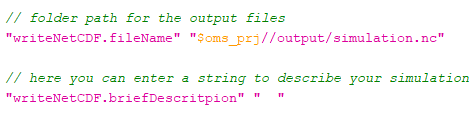 // folder path for the output files
"writeNetCDF.fileName" "$oms_prj//output/simulation.nc"
// here you can enter a string to describe your simulation
"writeNetCDF.briefDescritpion" "  "